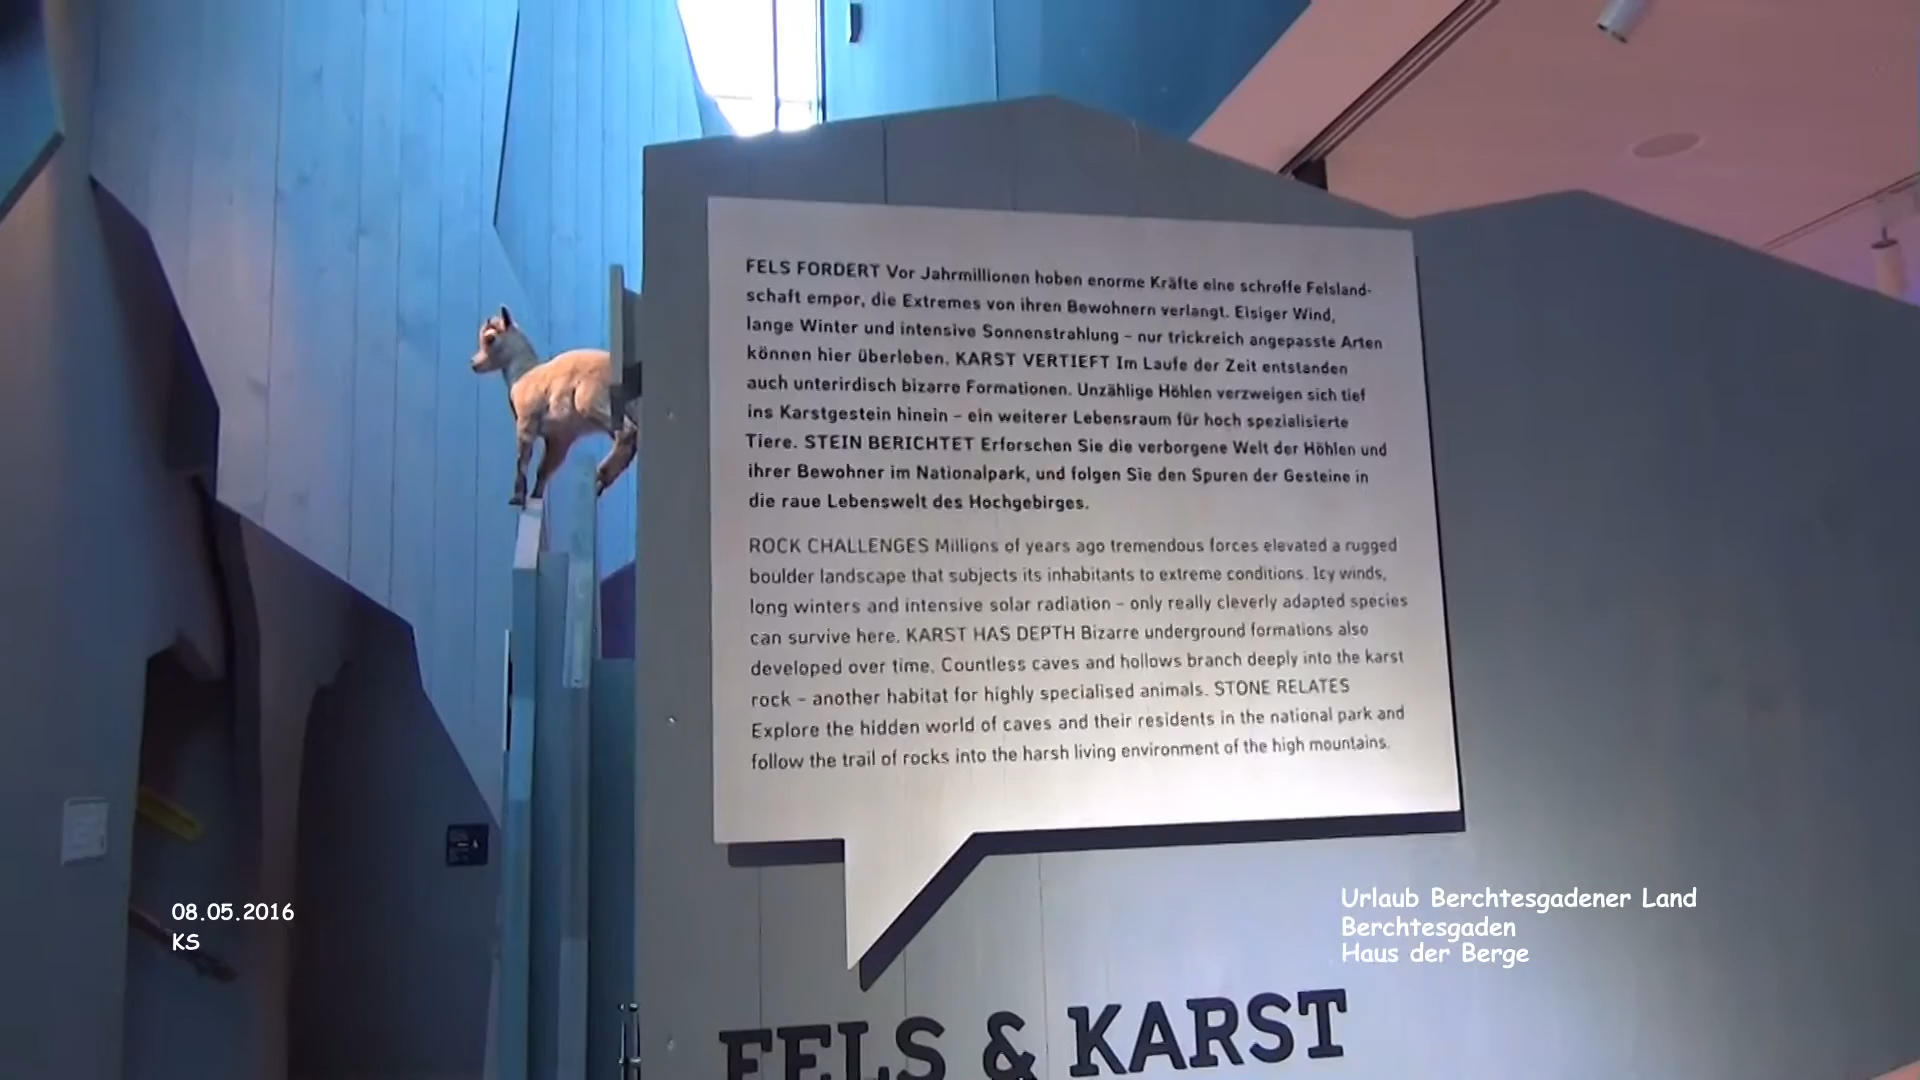 FELS FORDERT Vor Jahrmillionen hoben enorme Kräfte eine schroffe Felsland-
schaft empor, die Extremes von ihren Bewohnern verlangt. Eisiger Wind,
lange Winter und intensive Sonnenstrahlung – nur trickreich angepasste Arten
können hier überleben. KARST VERTIEFT Im Laufe der Zeit entstanden
auch unterirdisch bizarre Formationen. Unzählige Höhlen verzweigen sich tief
ins Karstgestein hinein – ein weiterer Lebensraum für hoch spezialisierte
Tiere. STEIN BERICHTET Erforschen Sie die verborgene Welt der Höhlen und
ihrer Bewohner im Nationalpark, und folgen Sie den Spuren der Gesteine in
die raue Lebenswelt des Hochgebirges.
ROCK CHALLENGES Millions of years ago tremendous forces elevated a rugged
boulder landscape that subjects its inhabitants to extreme conditions. Icy winds,
long winters and intensive solar radiation – only really cleverly adapted species
can survive here. KARST HAS DEPTH Bizarre underground formations also
developed over time. Countless caves and hollows branch deeply into the karst
rock – another habitat for highly specialised animals. STONE RELATES
Explore the hidden world of caves and their residents in the national park and
follow the trail of rocks into the harsh living environment of the high mountains.
FELS & KARST
08.05.2016
KS
Urlaub Berchtesgadener Land
Berchtesgaden
Haus der Berge